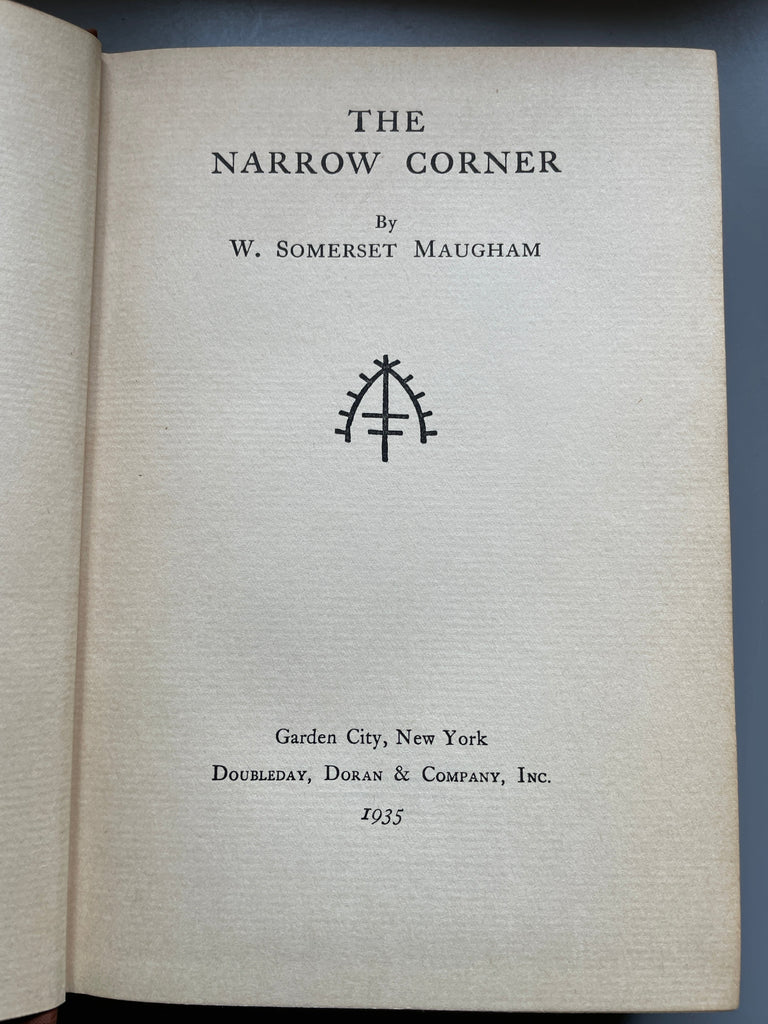 THE
NARROW CORNER
By
W. SOMERSET MAUGHAM
Garden City, New York
DOUBLEDAY, DORAN & COMPANY, INC.
1935